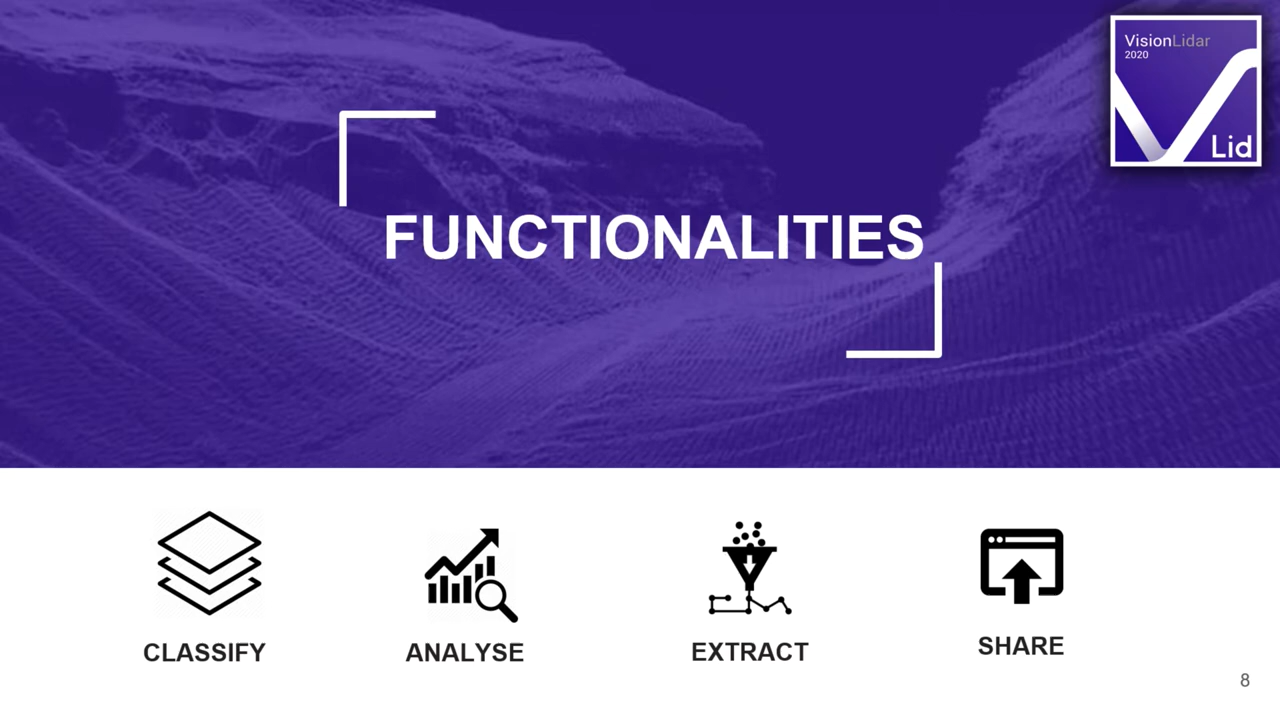 VisionLidar
2020
Lid
FUNCTIONALITIES
CLASSIFY
ANALYSE
EXTRACT
SHARE
8